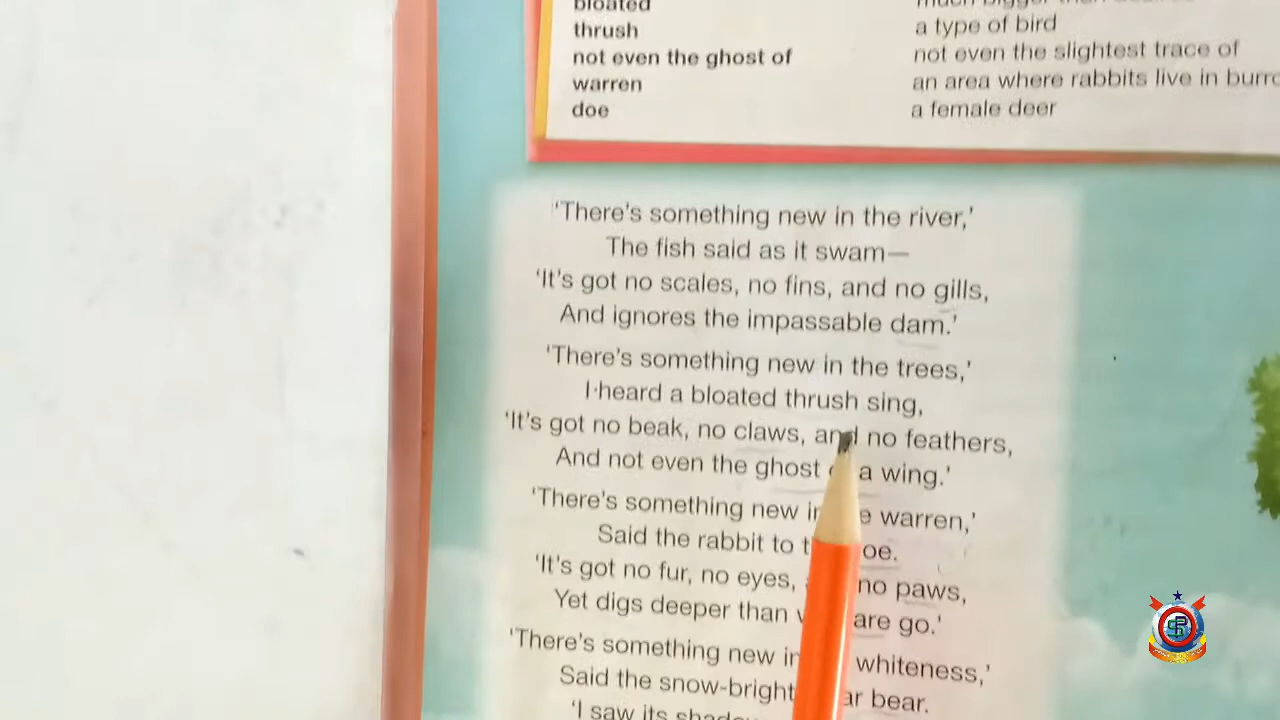 bloated
thrush a type of bird
not even the ghost of not even the slightest trace of
warren an area where rabbits live in
doe a female deer
'There's something new in the river,'
The fish said as it swam—
'It's got no scales, no fins, and no gills,
And ignores the impassable dam.'
'There's something new in the trees,'
I heard a bloated thrush sing,
'It's got no beak, no claws, and no feathers,
And not even the ghost a wing.'
'There's something new in warren,'
Said the rabbit to
'It's got no fur, no eyes, no paws,
Yet digs deeper than are go.'
'There's something new in whiteness,'
Said the snow-bright bear.
'I saw its